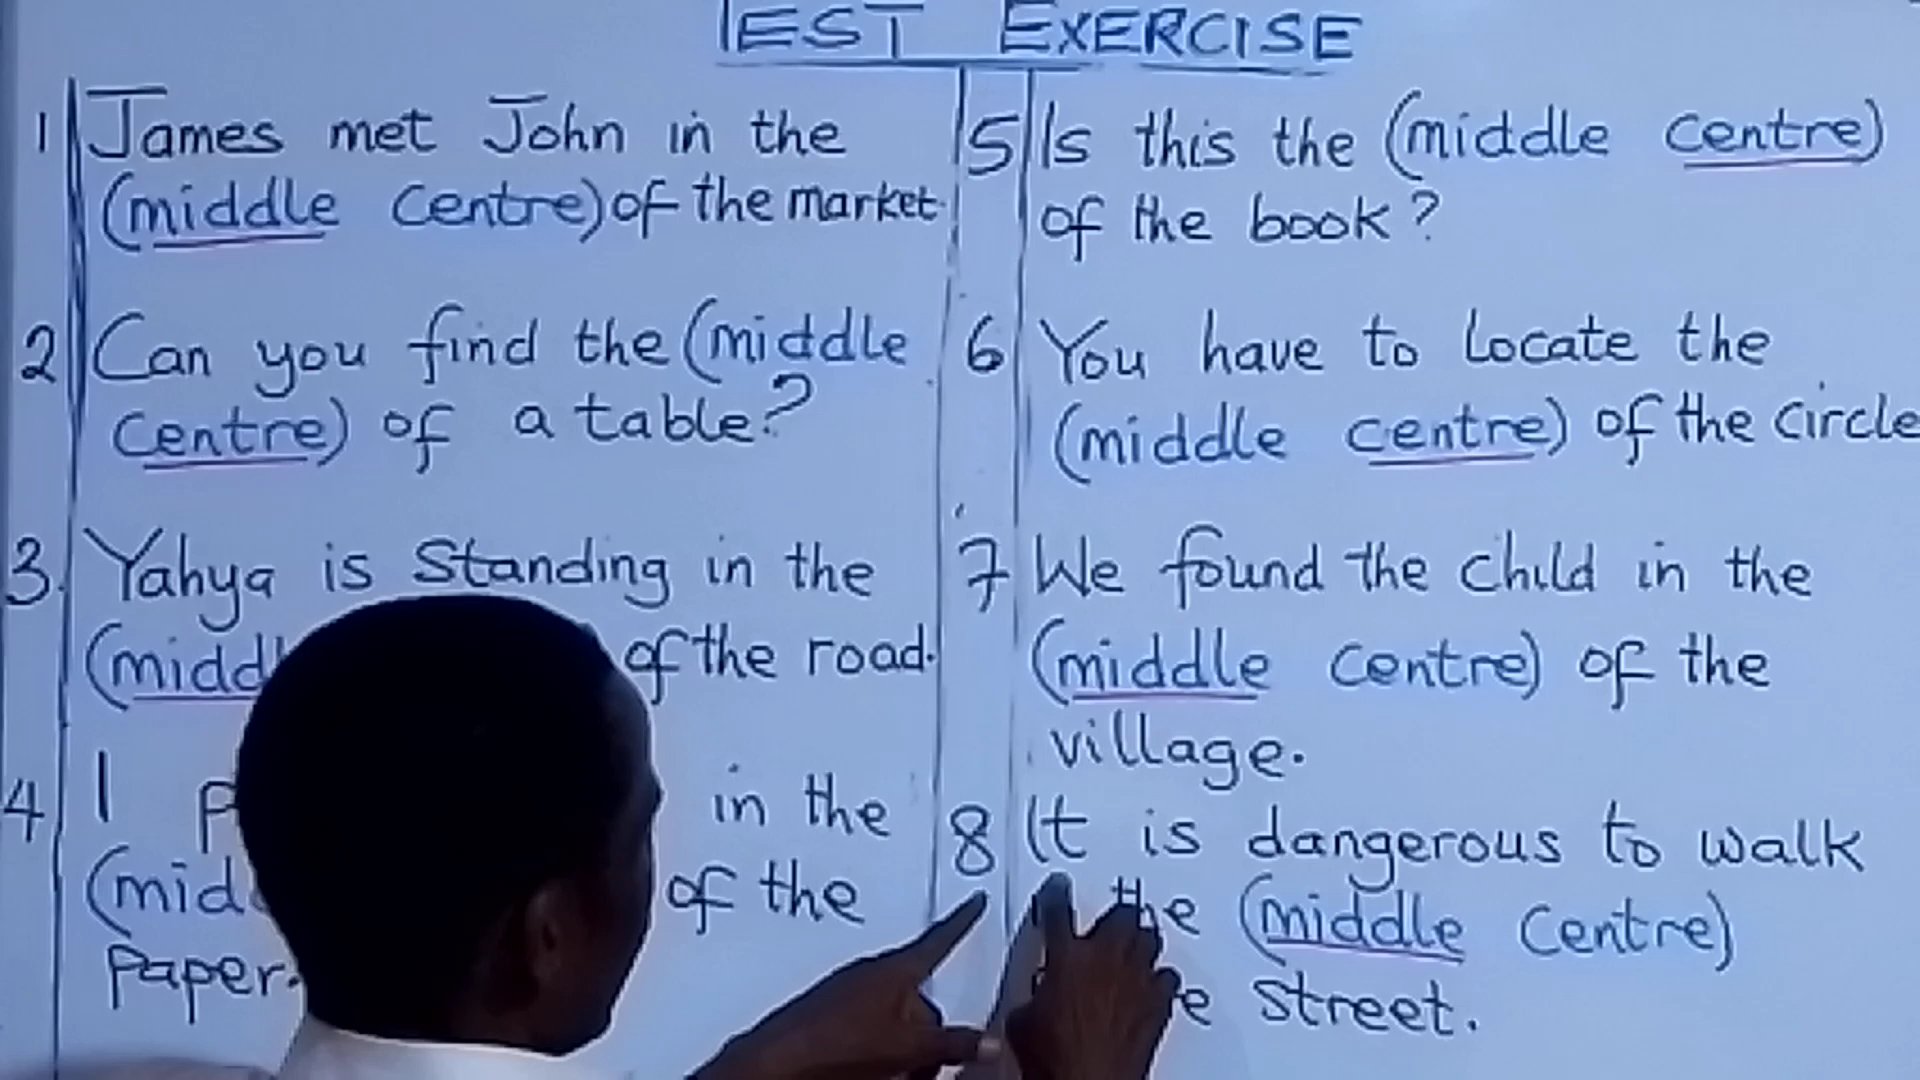 TEST EXERCISE
1 James met John in the
(middle centre) of the market.
2 Can you find the (middle
centre) of a table?
3. Yahya is standing in the
of the road.
4 I in the
of the
paper.
5 Is this the (middle centre)
of the book?
6 You have to locate the
(middle centre) of the circle
7 We found the child in the
(middle centre) of the
village.
8 It is dangerous to walk
the (middle centre)
street.